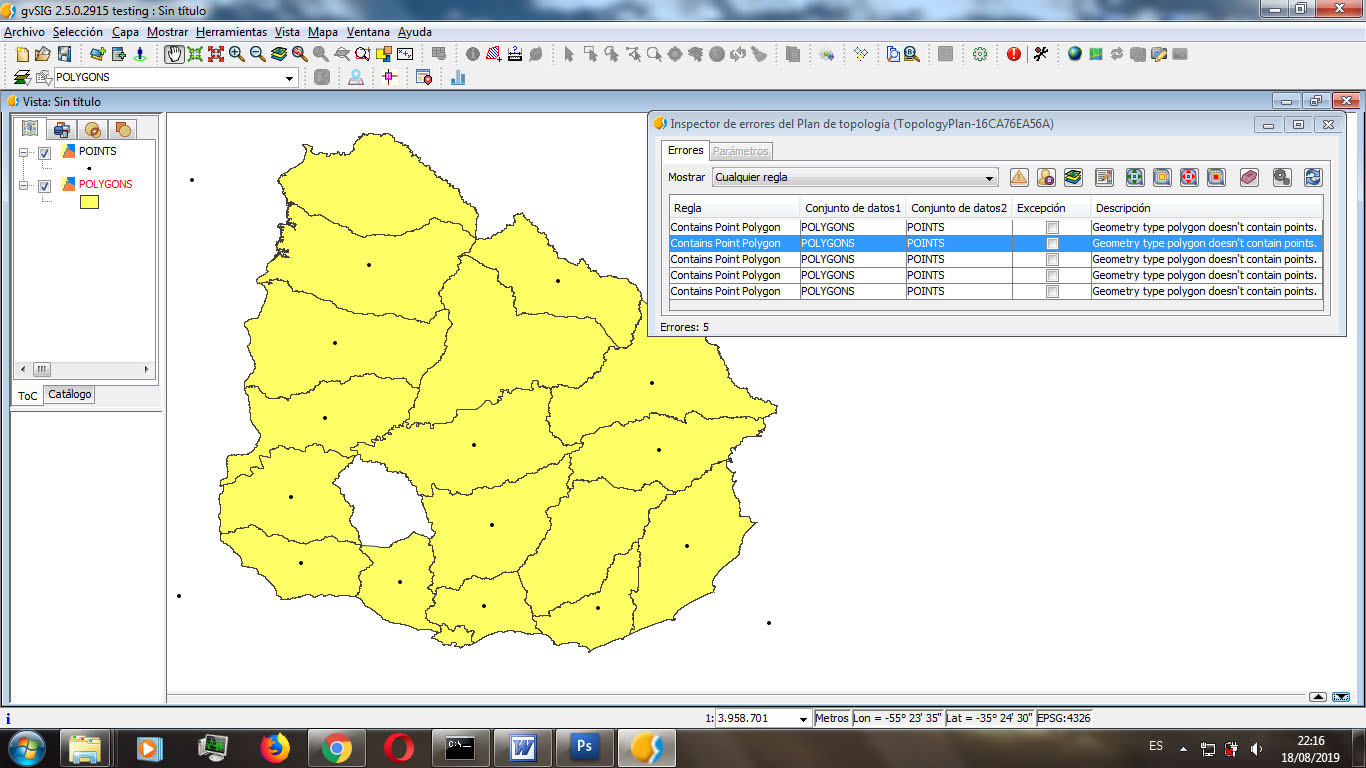 gvSIG 2.5.0.2915 testing : Sin título
Archivo Selección Capa Mostrar Herramientas Vista Mapa Ventana Ayuda
POLYGONS
Vista: Sin título
POINTS
POLYGONS
ToC Catálogo
Inspector de errores del Plan de topología (TopologyPlan-16CA76EA56A)
Errores Parámetros
Mostrar Cualquier regla
Regla Conjunto de datos1 Conjunto de datos2 Excepción Descripción
Contains Point Polygon POLYGONS POINTS Geometry type polygon doesn't contain points.
Contains Point Polygon POLYGONS POINTS Geometry type polygon doesn't contain points.
Contains Point Polygon POLYGONS POINTS Geometry type polygon doesn't contain points.
Contains Point Polygon POLYGONS POINTS Geometry type polygon doesn't contain points.
Contains Point Polygon POLYGONS POINTS Geometry type polygon doesn't contain points.
Errores: 5
1: 3.958.701 Metros Lon = -55° 23' 35" Lat = -35° 24' 30" EPSG:4326
C:\.
W
Ps
ES
22:16
18/08/2019